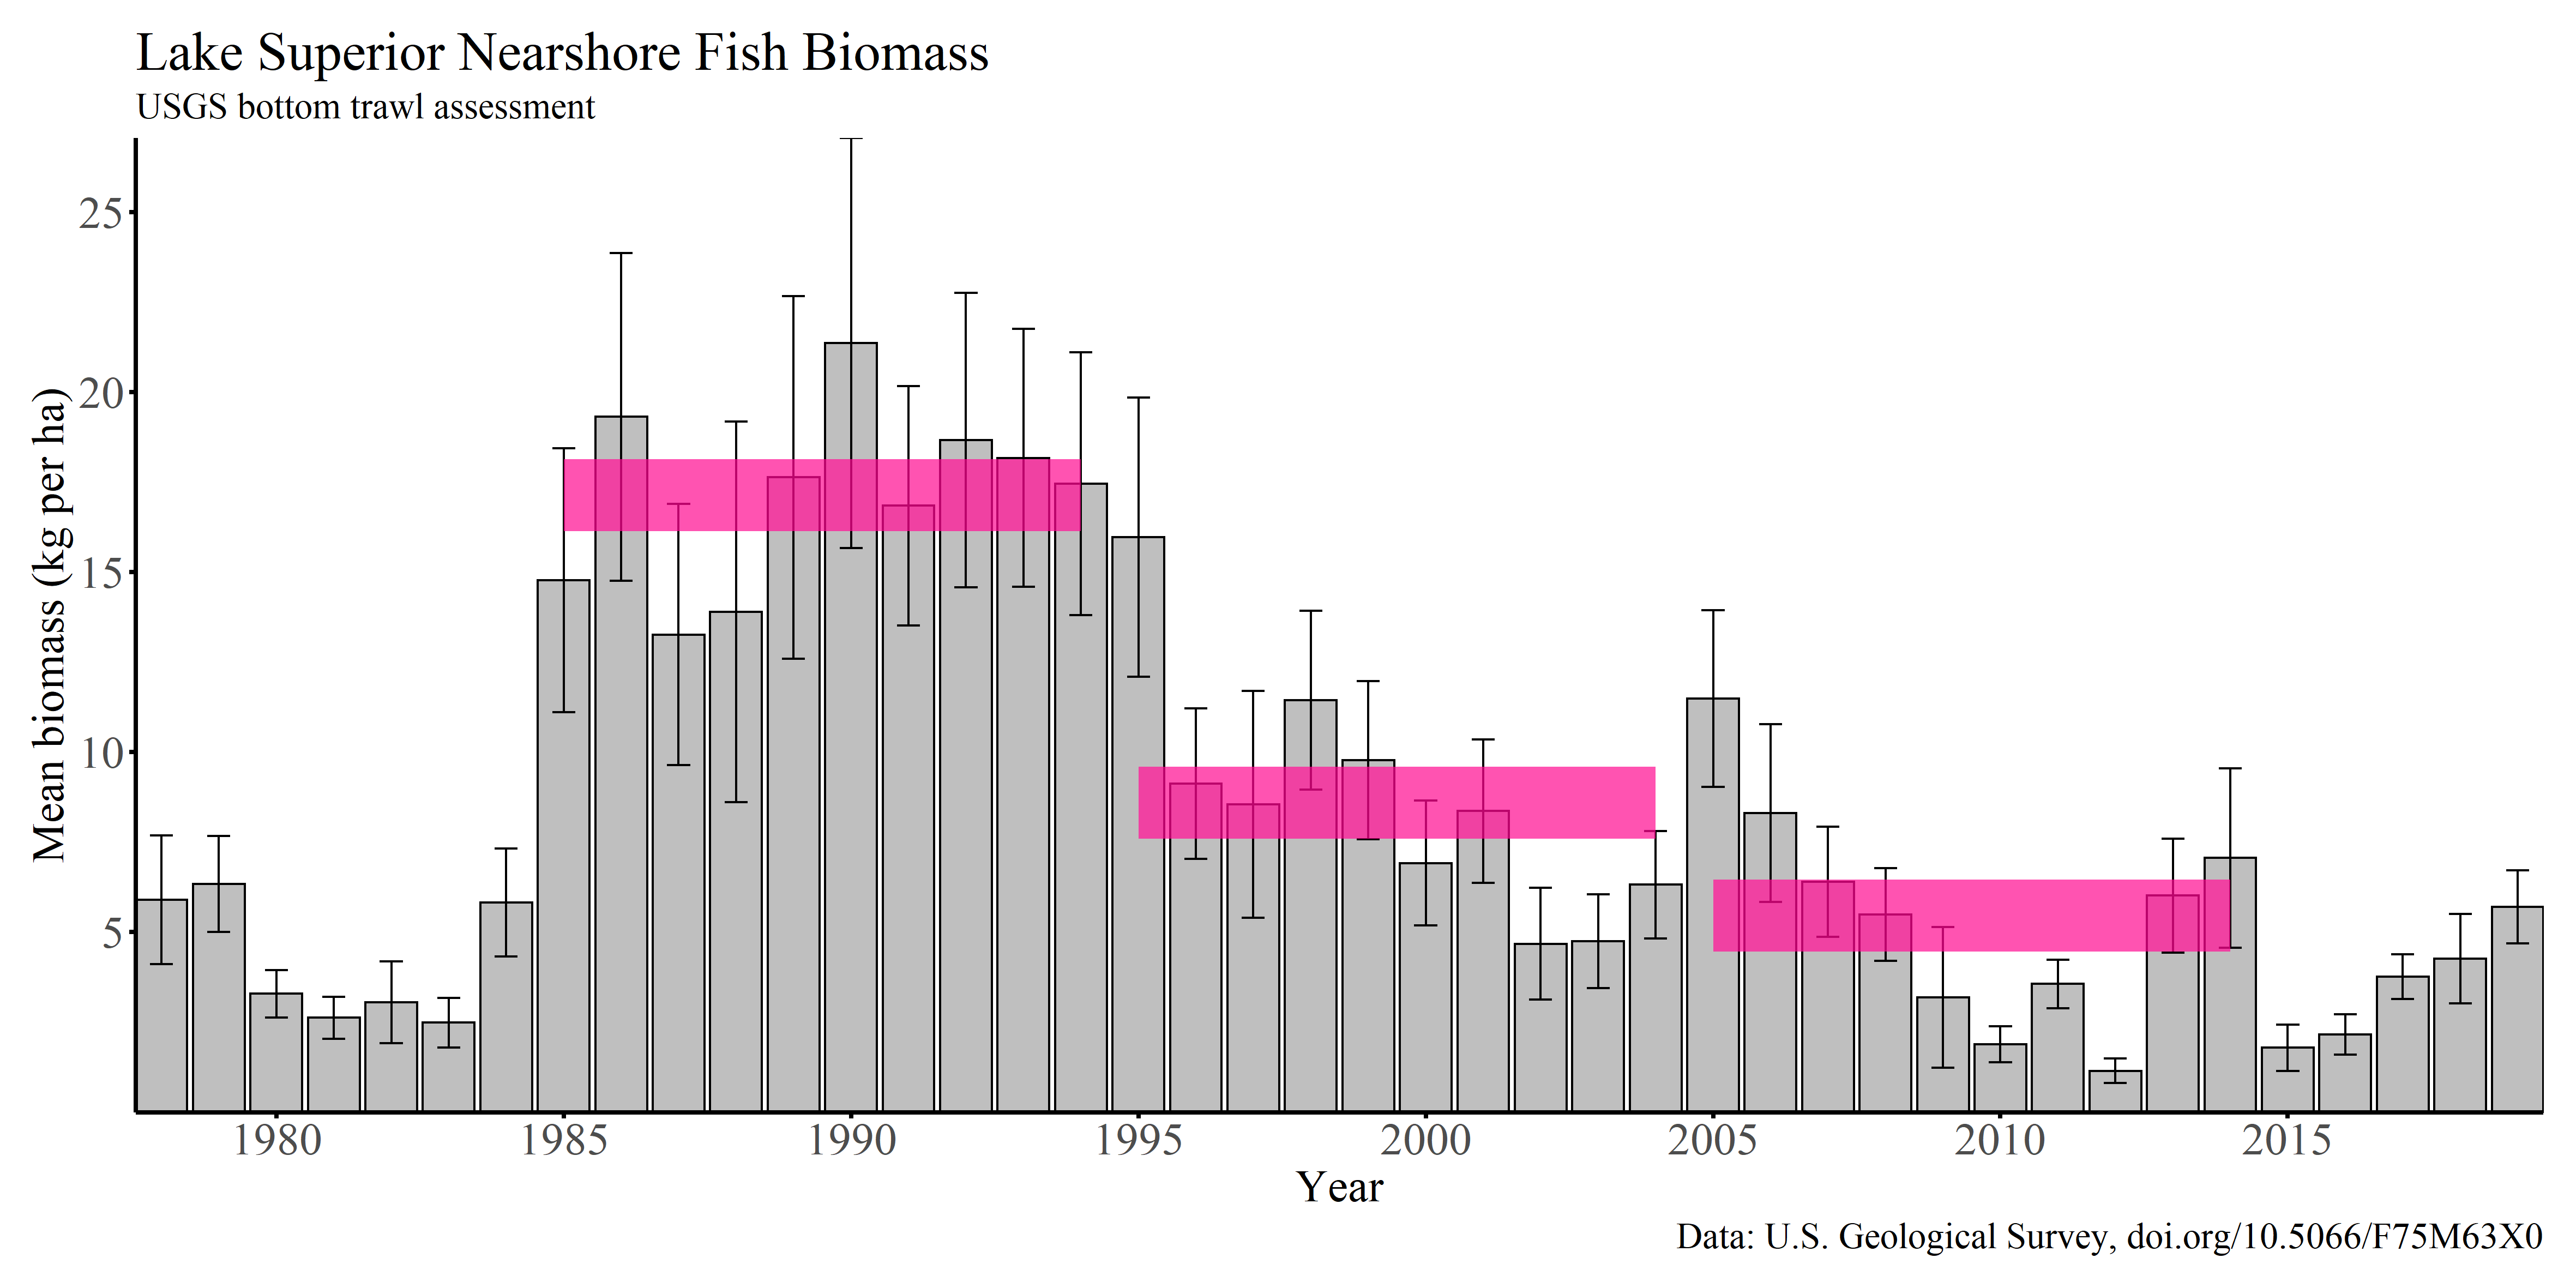 Lake Superior Nearshore Fish Biomass
USGS bottom trawl assessment
Mean biomass (kg per ha)
25
20
15
10
5
1980 1985 1990 1995 2000 2005 2010 2015
Year
Data: U.S. Geological Survey, doi.org/10.5066/F75M63X0